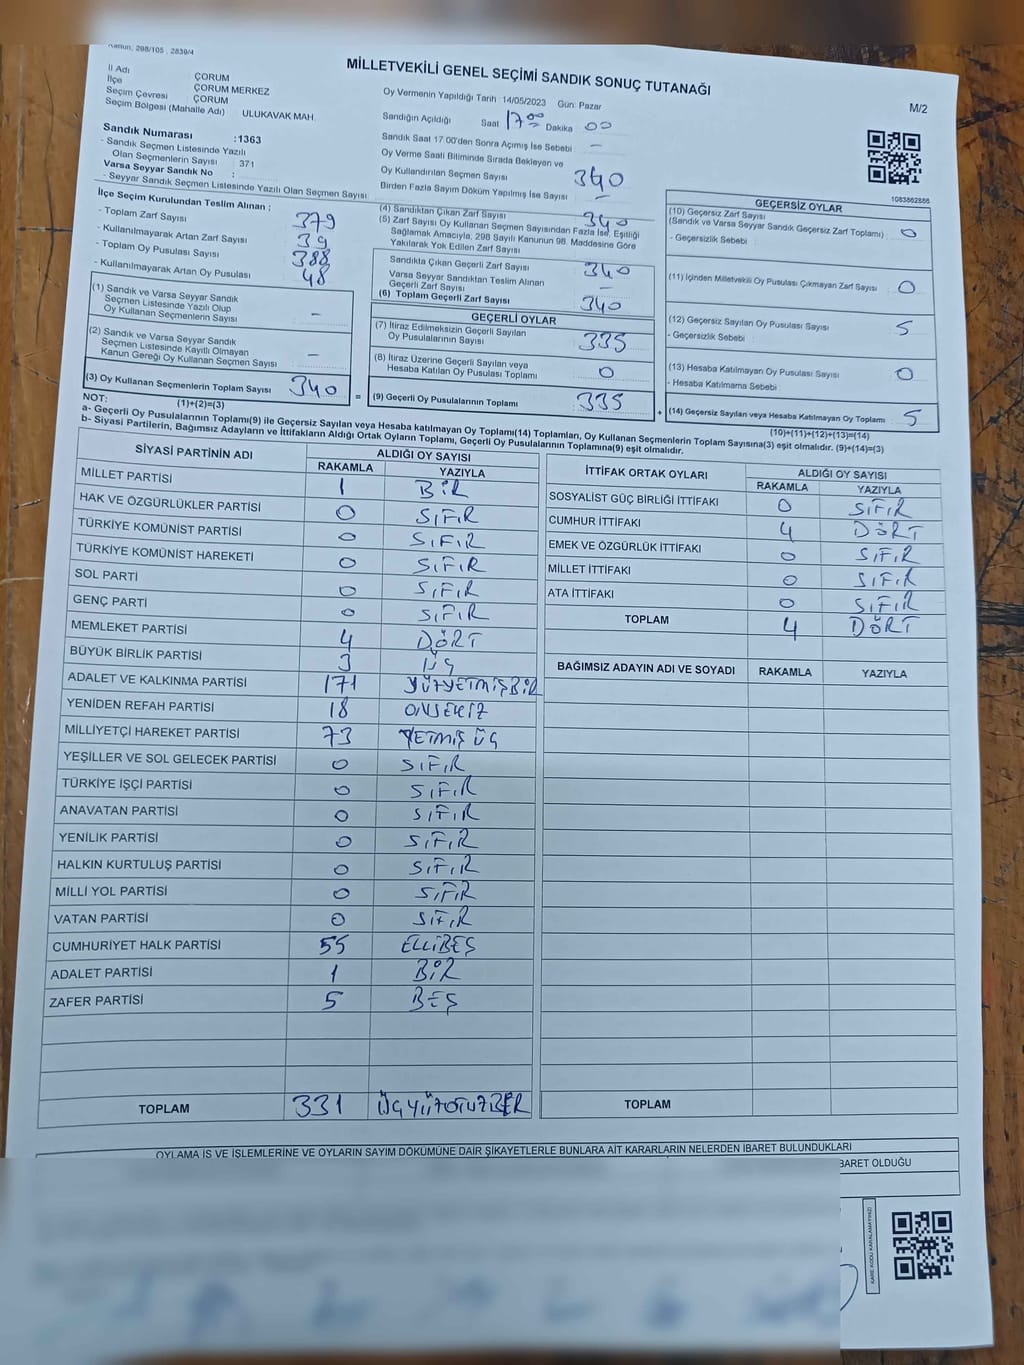 Kanun, 298/105 , 2839/4
MİLLETVEKİLİ GENEL SEÇİMİ SANDIK SONUÇ TUTANAĞI
M/2
İl Adı ÇORUM
İlçe ÇORUM MERKEZ
Seçim Çevresi ÇORUM
Seçim Bölgesi (Mahalle Adı) ULUKAVAK MAH.
Sandık Numarası :1363
- Sandık Seçmen Listesinde Yazılı
Olan Seçmenlerin Sayısı : 371
Varsa Seyyar Sandık No :
- Seyyar Sandık Seçmen Listesinde Yazılı Olan Seçmen Sayısı
Oy Vermenin Yapıldığı Tarih :14/05/2023 Gün: Pazar
Sandığın Açıldığı Saat 17 00 Dakika 00
Sandık Saat 17 00'den Sonra Açımış İse Sebebi : -
Oy Verme Saati Bitiminde Sırada Bekleyen ve
Oy Kullandırılan Seçmen Sayısı 340
Birden Fazla Sayım Döküm Yapılmış İse Sayısı -
1083862866
İlçe Seçim Kurulundan Teslim Alınan ;
- Toplam Zarf Sayısı 379
- Kullanılmayarak Artan Zarf Sayısı 39
- Toplam Oy Pusulası Sayısı 388
- Kullanılmayarak Artan Oy Pusulası 48
(1) Sandık ve Varsa Seyyar Sandık
Seçmen Listesinde Yazılı Olup
Oy Kullanan Seçmenlerin Sayısı -
(2) Sandık ve Varsa Seyyar Sandık
Seçmen Listesinde Kayıtlı Olmayan
Kanun Gereği Oy Kullanan Seçmen Sayısı -
(3) Oy Kullanan Seçmenlerin Toplam Sayısı 340
(1)+(2)=(3)
(4) Sandıktan Çıkan Zarf Sayısı 340
(5) Zarf Sayısı Oy Kullanan Seçmen Sayısından Fazla İse, Eşitliği
Sağlamak Amacıyla, 298 Sayılı Kanunun 98. Maddesine Göre
Yakılarak Yok Edilen Zarf Sayısı
Sandıkta Çıkan Geçerli Zarf Sayısı 340
Varsa Seyyar Sandıktan Teslim Alınan
Geçerli Zarf Sayısı -
(6) Toplam Geçerli Zarf Sayısı 340
GEÇERLİ OYLAR
(7) İtiraz Edilmeksizin Geçerli Sayılan
Oy Pusulalarının Sayısı 335
(8) İtiraz Üzerine Geçerli Sayılan veya
Hesaba Katılan Oy Pusulası Toplamı 0
= (9) Geçerli Oy Pusulalarının Toplamı 335 +
GEÇERSİZ OYLAR
(10) Geçersiz Zarf Sayısı
(Sandık ve Varsa Seyyar Sandık Geçersiz Zarf Toplamı) : 0
- Geçersizlik Sebebi :
(11) İçinden Milletvekili Oy Pusulası Çıkmayan Zarf Sayısı 0
(12) Geçersiz Sayılan Oy Pusulası Sayısı 5
- Geçersizlik Sebebi :
(13) Hesaba Katılmayan Oy Pusulası Sayısı 0
- Hesaba Katılmama Sebebi :
(14) Geçersiz Sayılan veya Hesaba Katılmayan Oy Toplamı 5
(10)+(11)+(12)+(13)=(14)
NOT:
a- Geçerli Oy Pusulalarının Toplamı(9) ile Geçersiz Sayılan veya Hesaba katılmayan Oy Toplamı(14) Toplamları, Oy Kullanan Seçmenlerin Toplam Sayısına(3) eşit olmalıdır. (9)+(14)=(3)
b- Siyasi Partilerin, Bağımsız Adayların ve İttifakların Aldığı Ortak Oyların Toplamı, Geçerli Oy Pusulalarının Toplamına(9) eşit olmalıdır.
SİYASİ PARTİNİN ADI ALDIĞI OY SAYISI
RAKAMLA YAZIYLA
MİLLET PARTİSİ 1 BİR
HAK VE ÖZGÜRLÜKLER PARTİSİ 0 SIFIR
TÜRKİYE KOMÜNİST PARTİSİ 0 SIFIR
TÜRKİYE KOMÜNİST HAREKETİ 0 SIFIR
SOL PARTİ 0 SIFIR
GENÇ PARTİ 0 SIFIR
MEMLEKET PARTİSİ 4 DÖRT
BÜYÜK BİRLİK PARTİSİ 3 ÜÇ
ADALET VE KALKINMA PARTİSİ 171 YÜZYETMİŞBİR
YENİDEN REFAH PARTİSİ 18 ONSEKİZ
MİLLİYETÇİ HAREKET PARTİSİ 73 YETMİŞ ÜÇ
YEŞİLLER VE SOL GELECEK PARTİSİ 0 SIFIR
TÜRKİYE İŞÇİ PARTİSİ 0 SIFIR
ANAVATAN PARTİSİ 0 SIFIR
YENİLİK PARTİSİ 0 SIFIR
HALKIN KURTULUŞ PARTİSİ 0 SIFIR
MİLLİ YOL PARTİSİ 0 SIFIR
VATAN PARTİSİ 0 SIFIR
CUMHURİYET HALK PARTİSİ 55 ELLİBEŞ
ADALET PARTİSİ 1 BİR
ZAFER PARTİSİ 5 BEŞ
TOPLAM 331 ÜÇYÜZOTUZBİR
İTTİFAK ORTAK OYLARI ALDIĞI OY SAYISI
RAKAMLA YAZIYLA
SOSYALİST GÜÇ BİRLİĞİ İTTİFAKI 0 SIFIR
CUMHUR İTTİFAKI 4 DÖRT
EMEK VE ÖZGÜRLÜK İTTİFAKI 0 SIFIR
MİLLET İTTİFAKI 0 SIFIR
ATA İTTİFAKI 0 SIFIR
TOPLAM 4 DÖRT
BAĞIMSIZ ADAYIN ADI VE SOYADI RAKAMLA YAZIYLA
TOPLAM
OYLAMA İŞ VE İŞLEMLERİNE VE OYLARIN SAYIM DÖKÜMÜNE DAİR ŞİKAYETLERLE BUNLARA AİT KARARLARIN NELERDEN İBARET BULUNDUKLARI
BARET OLDUĞU
KARE KODU KARALAMAYINIZ!